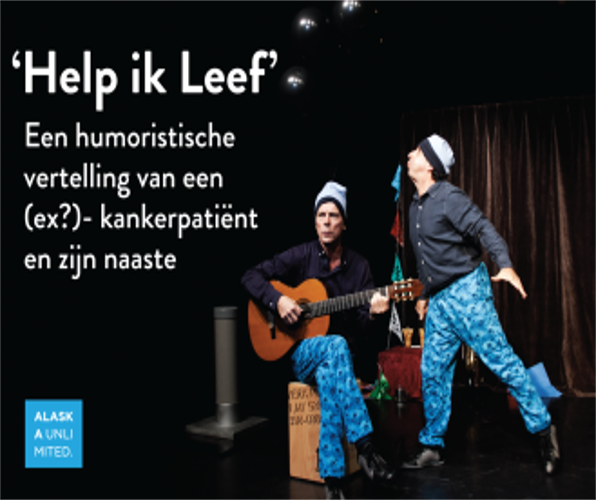 ‘Help ik Leef’
Een humoristische
vertelling van een
(ex?)- kankerpatiënt
en zijn naaste
ALASK
A UNLI
MITED.